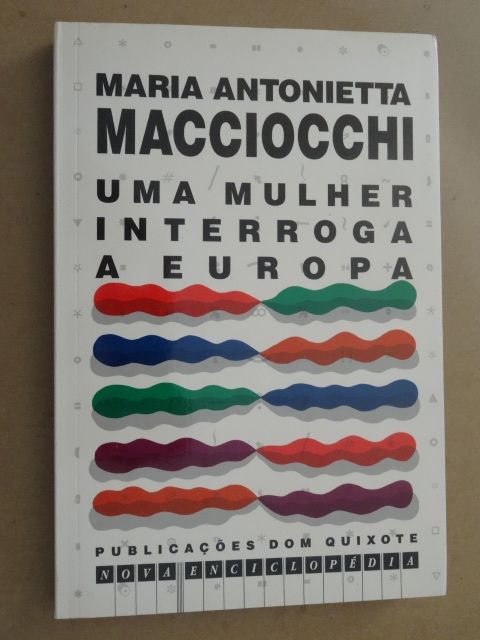 MARIA ANTONIETTA
MACCIOCCHI
UMA MULHER
INTERROGA
A EUROPA
PUBLICAÇÕES DOM QUIXOTE
NOVA ENCICLOPÉDIA